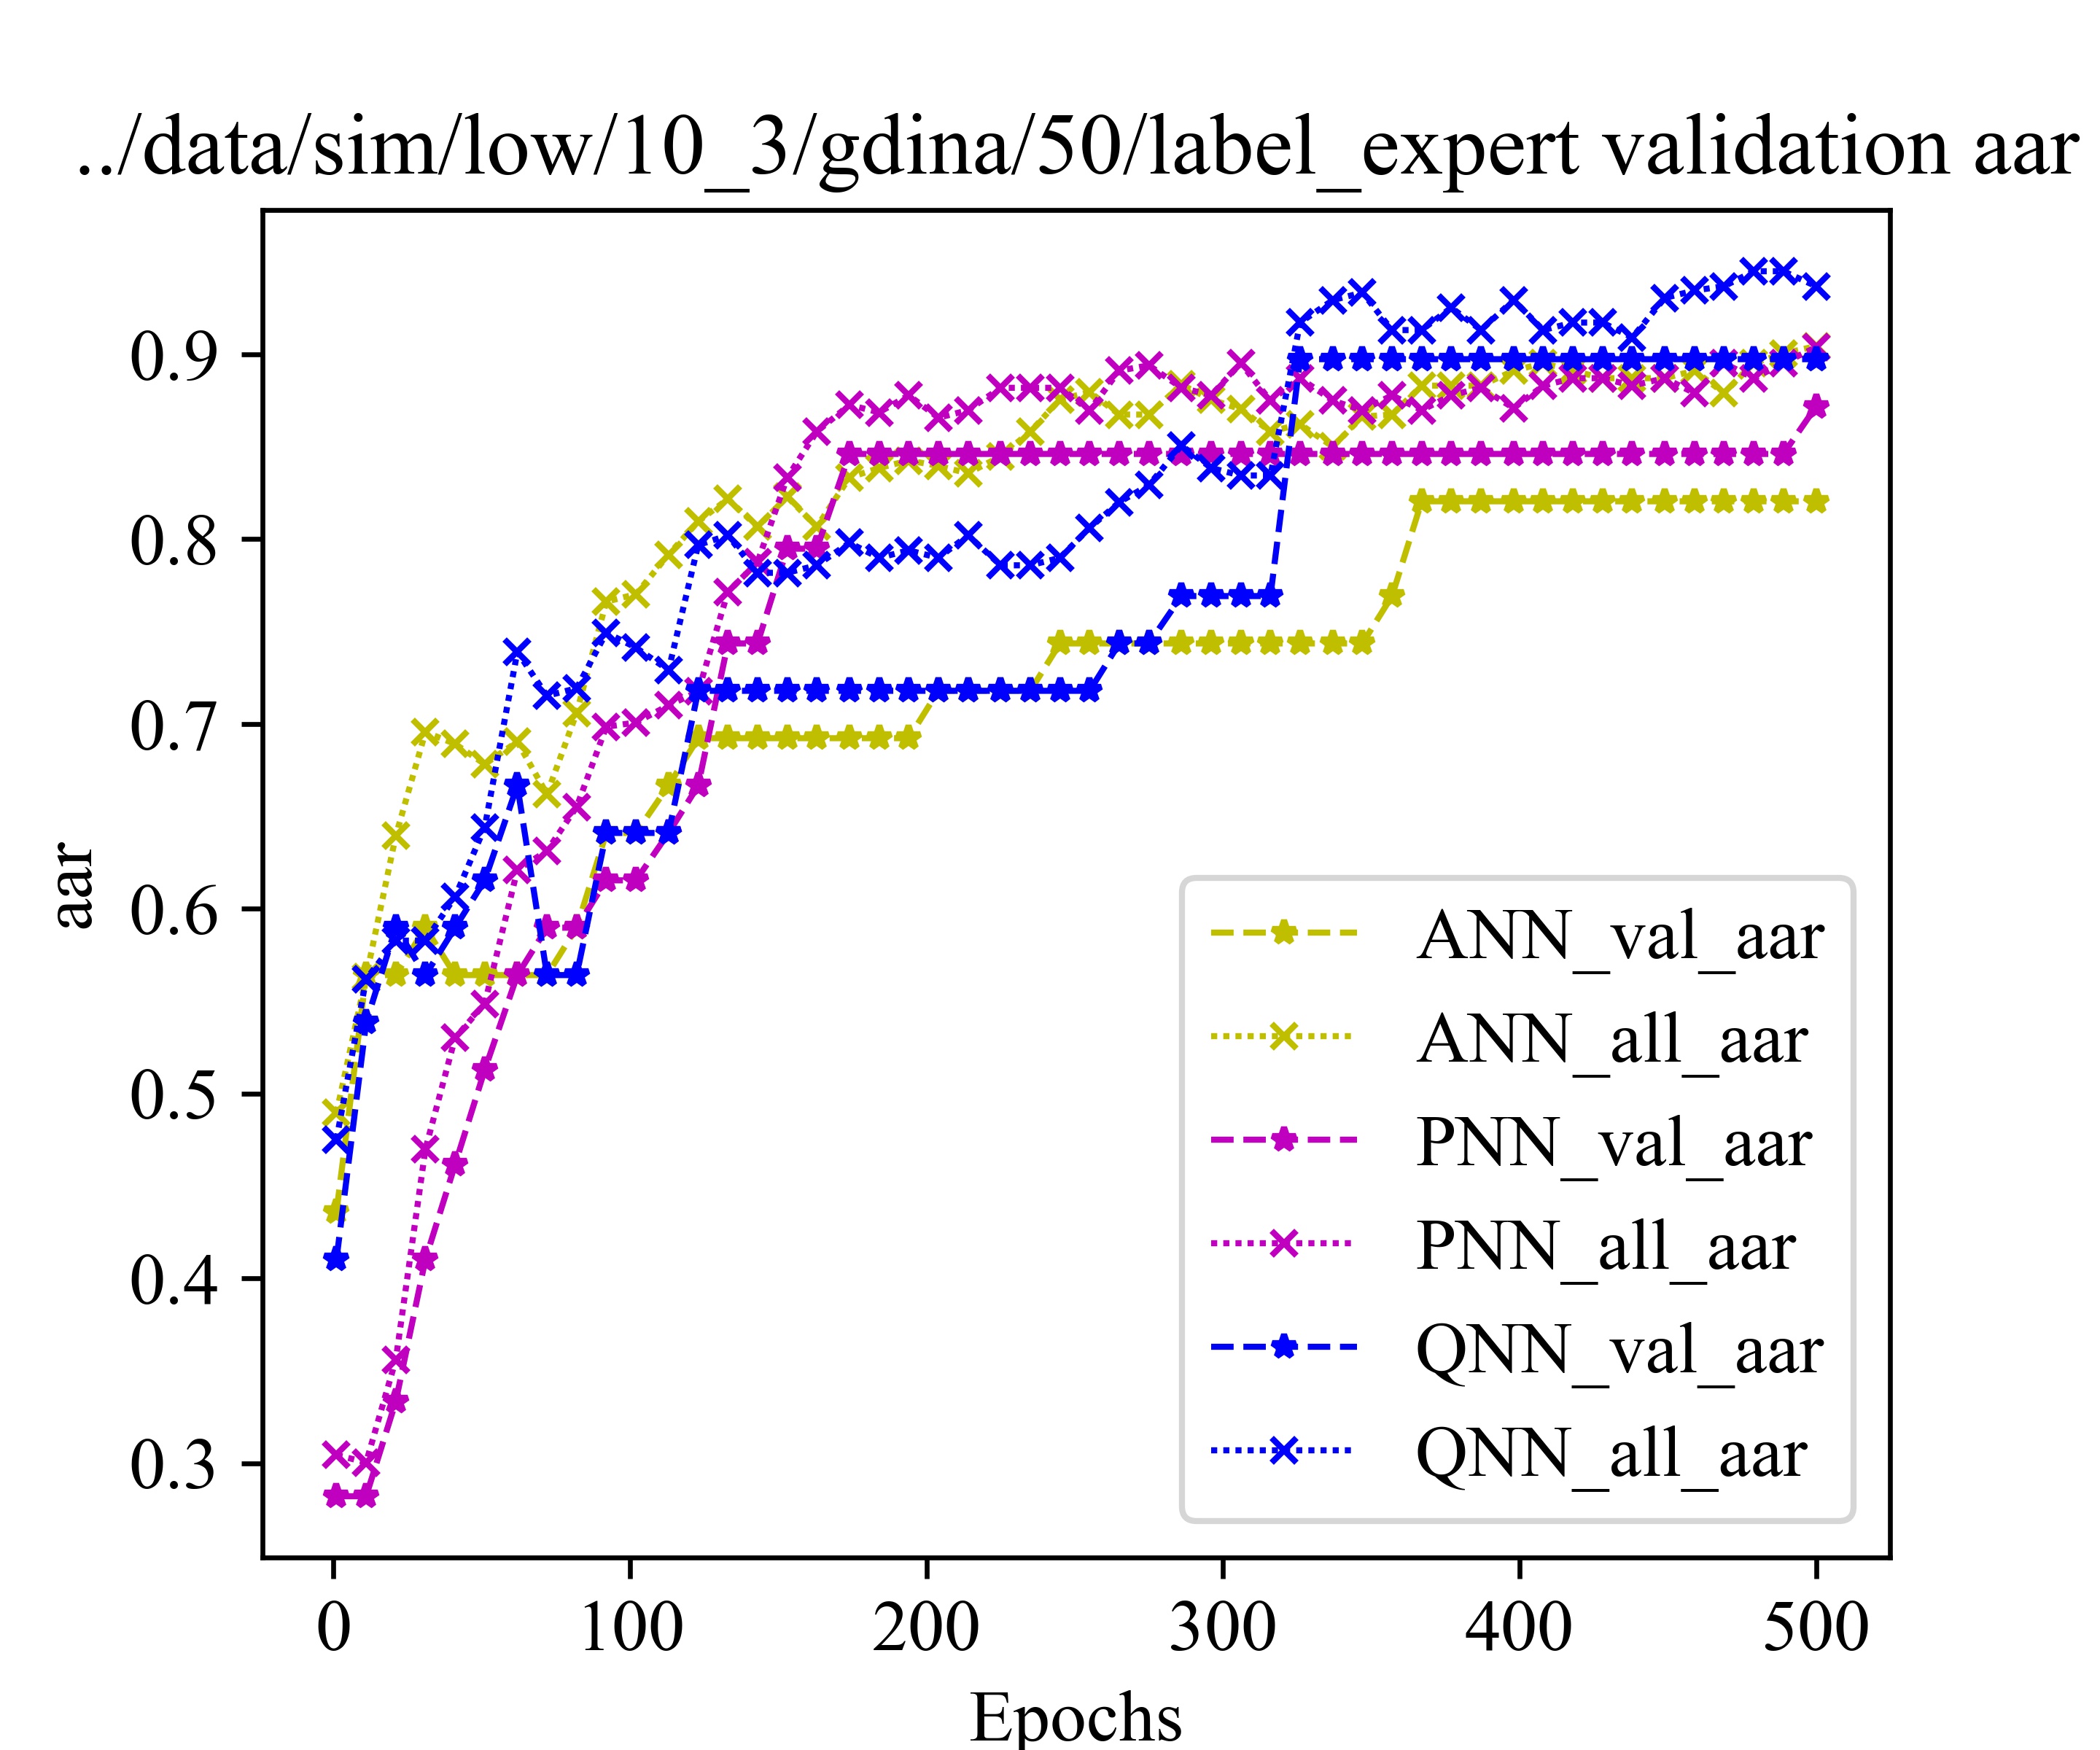 ../data/sim/low/10_3/gdina/50/label_expert validation aar
aar
0.9
0.8
0.7
0.6
0.5
0.4
0.3
ANN_val_aar
ANN_all_aar
PNN_val_aar
PNN_all_aar
QNN_val_aar
QNN_all_aar
0 100 200 300 400 500
Epochs